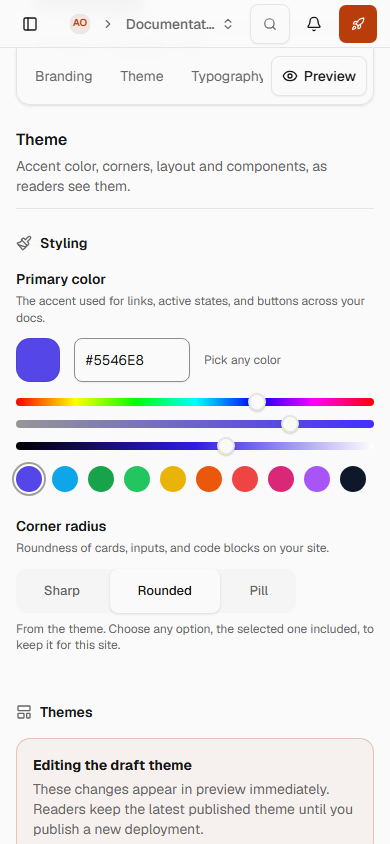 AO
Documentat...
Branding
Theme
Typography
Preview
Theme
Accent color, corners, layout and components, as
readers see them.
Styling
Primary color
The accent used for links, active states, and buttons across your
docs.
#5546E8
Pick any color
Corner radius
Roundness of cards, inputs, and code blocks on your site.
Sharp
Rounded
Pill
From the theme. Choose any option, the selected one included, to
keep it for this site.
Themes
Editing the draft theme
These changes appear in preview immediately.
Readers keep the latest published theme until you
publish a new deployment.